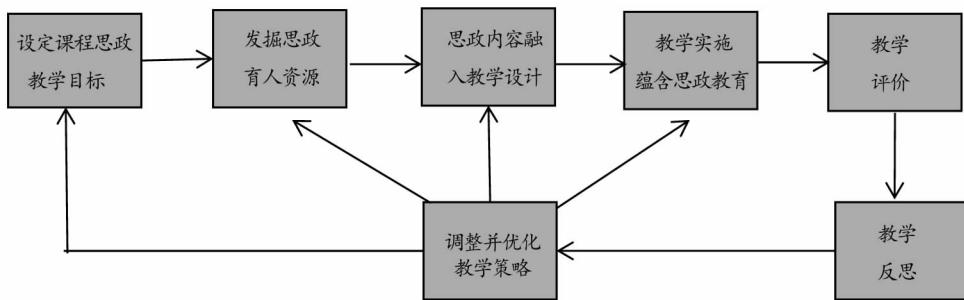 设定课程思政
教学目标
发掘思政
育人资源
思政内容融
入教学设计
教学实施
蕴含思政教育
教学
评价
调整并优化
教学策略
教学
反思